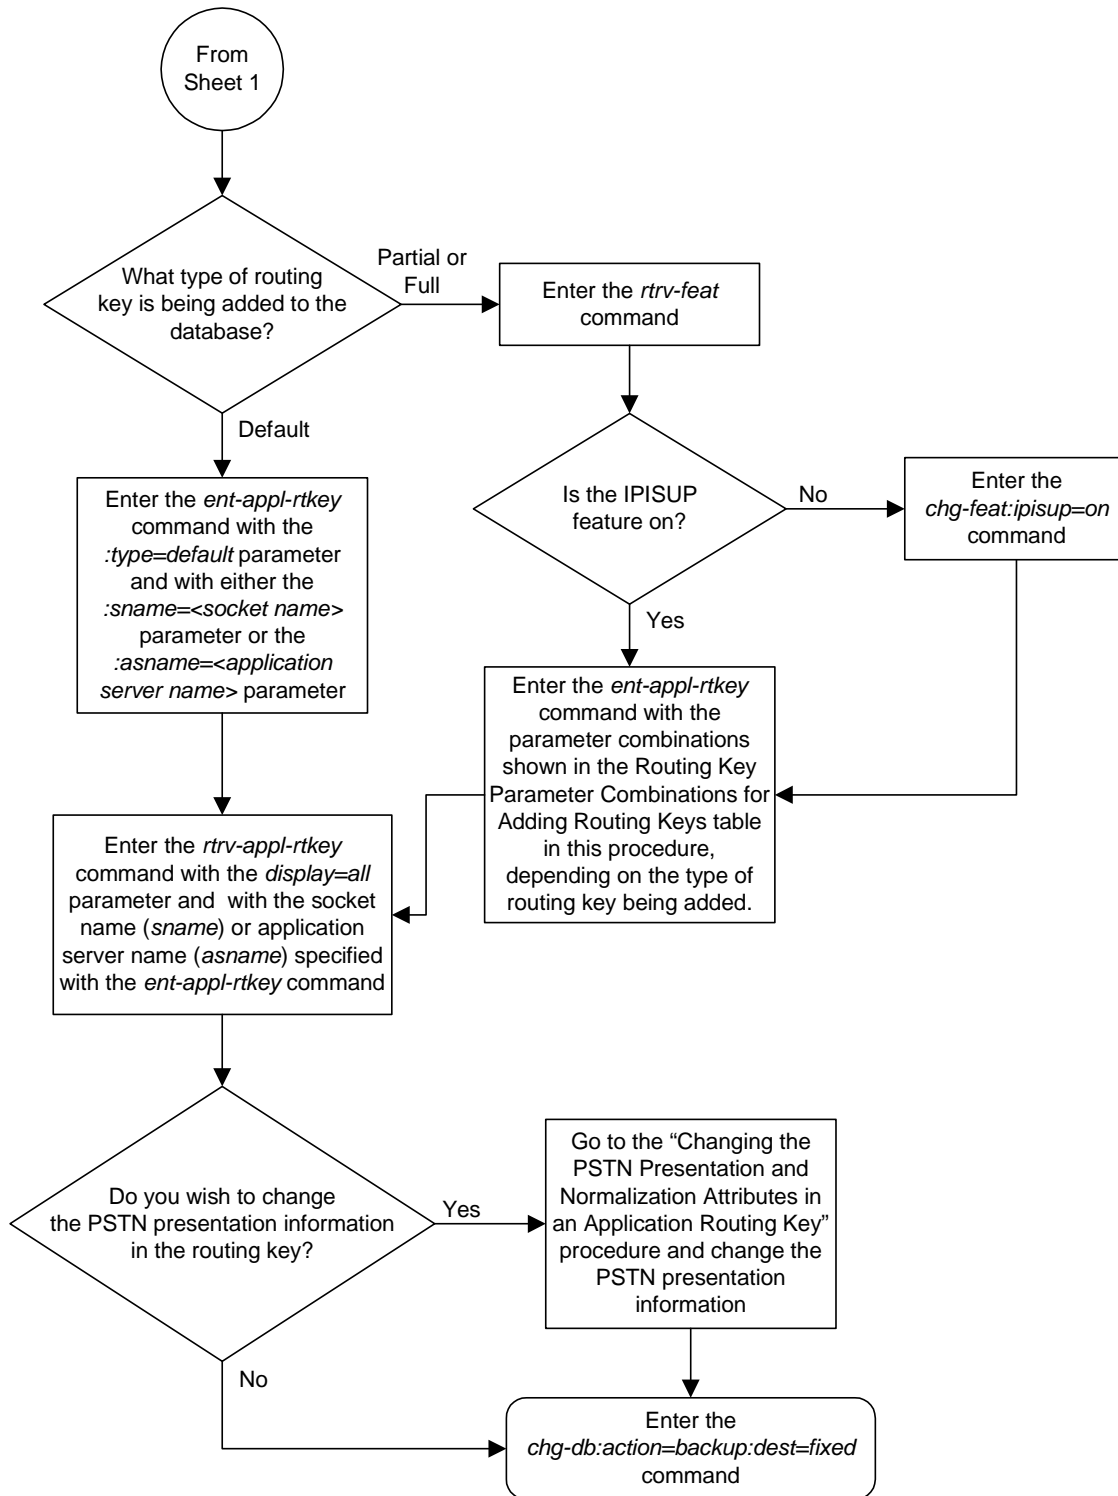 From
Sheet 1
What type of routing
key is being added to the
database?
Partial or
Full
Enter the rtrv-feat
command
Default
Is the IPISUP
feature on?
No
Enter the
chg-feat:ipisup=on
command
Yes
Enter the ent-appl-rtkey
command with the
:type=default parameter
and with either the
:sname=<socket name>
parameter or the
:asname=<application
server name> parameter
Enter the ent-appl-rtkey
command with the
parameter combinations
shown in the Routing Key
Parameter Combinations for
Adding Routing Keys table
in this procedure,
depending on the type of
routing key being added.
Enter the rtrv-appl-rtkey
command with the display=all
parameter and with the socket
name (sname) or application
server name (asname) specified
with the ent-appl-rtkey command
Do you wish to change
the PSTN presentation information
in the routing key?
Yes
Go to the “Changing the
PSTN Presentation and
Normalization Attributes in
an Application Routing Key”
procedure and change the
PSTN presentation
information
No
Enter the
chg-db:action=backup:dest=fixed
command